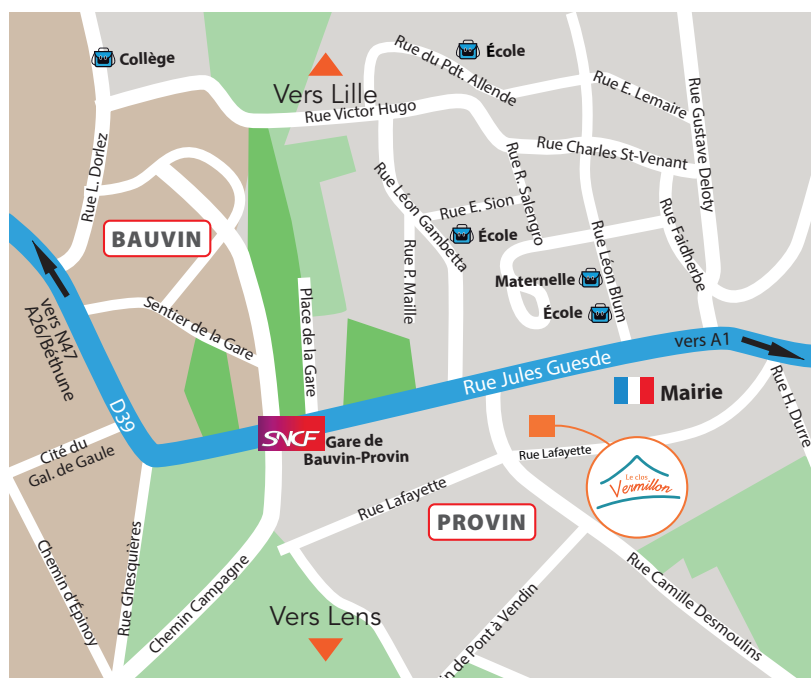 Collège
École
Rue du Pdt. Allende
Vers Lille
Rue E. Lemaire
Rue Victor Hugo
Rue Gustave Deloty
Rue Charles St-Venant
Rue L. Dorlez
Rue R. Salengro
Rue Léon Gambetta
Rue E. Sion
École
BAUVIN
Rue Faidherbe
Rue P. Maille
Maternelle
Rue Léon Blum
École
vers N47
A26/Béthune
Sentier de la Gare
Place de la Gare
vers A1
Rue Jules Guesde
Mairie
Rue H. Durre
D39
SNCF
Gare de
Bauvin-Provin
Cité du
Gal. de Gaule
Rue Lafayette
Rue Lafayette
Le clos
Vermillon
PROVIN
Rue Ghesquières
Chemin d'Épinoy
Chemin Campagne
Vers Lens
in de Pont à Vendin
Rue Camille Desmoulins